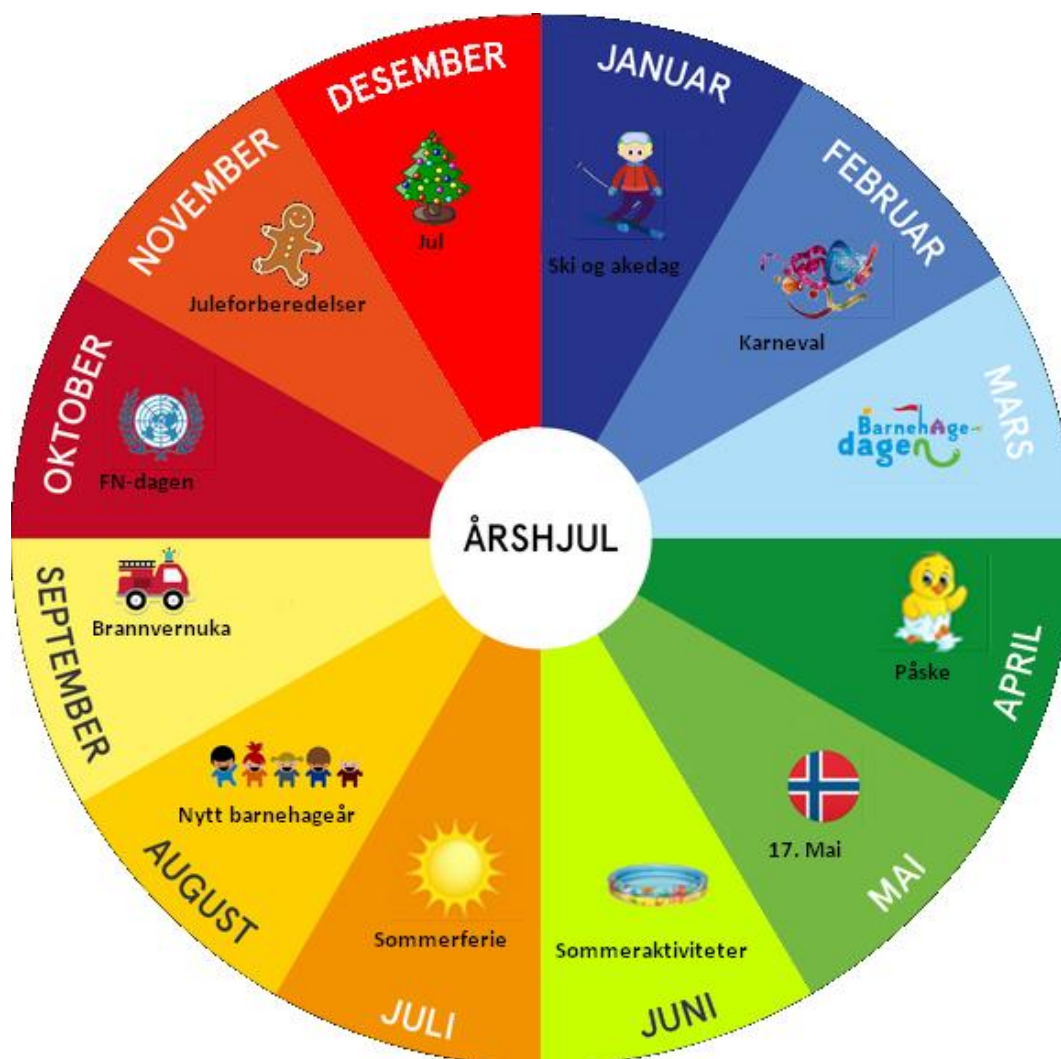 ÅRSHJUL
JANUAR
Ski og akedag
FEBRUAR
Karneval
MARS
BarnehAge-
dagen
APRIL
Påske
MAI
17. Mai
JUNI
Sommeraktiviteter
JULI
Sommerferie
AUGUST
Nytt barnehageår
SEPTEMBER
Brannvernuka
OKTOBER
FN-dagen
NOVEMBER
Juleforberedelser
DESEMBER
Jul